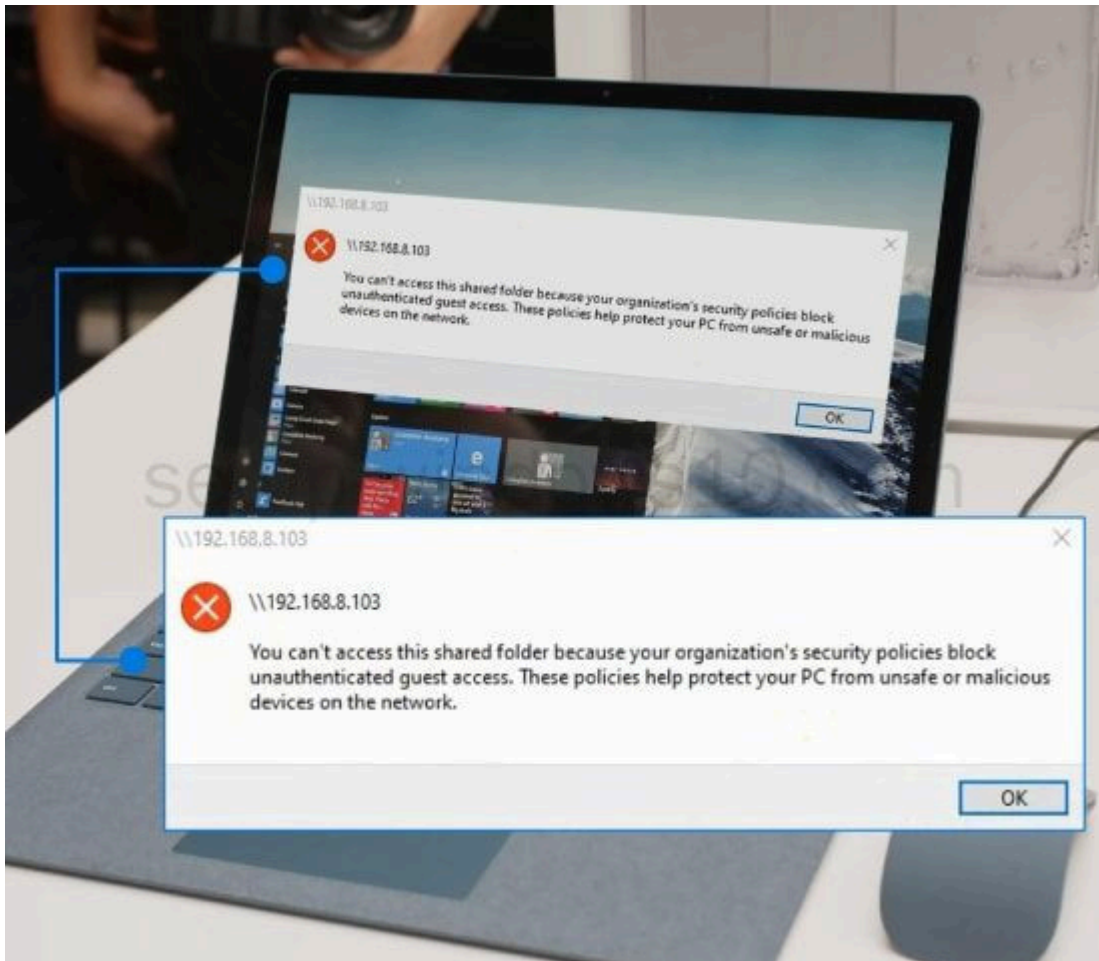 \\192.168.8.103
\\192.168.8.103
You can't access this shared folder because your organization's security policies block
unauthenticated guest access. These policies help protect your PC from unsafe or malicious
devices on the network.
OK
\\192.168.8.103
\\192.168.8.103
You can't access this shared folder because your organization's security policies block
unauthenticated guest access. These policies help protect your PC from unsafe or malicious
devices on the network.
OK